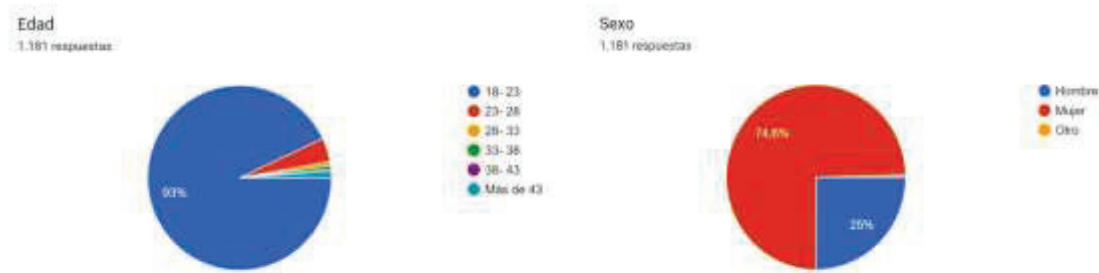 Edad
1.181 respuestas
18- 23
23- 28
28- 33
33- 38
38- 43
Más de 43
93%
Sexo
1.181 respuestas
Hombre
Mujer
Otro
74,8%
25%